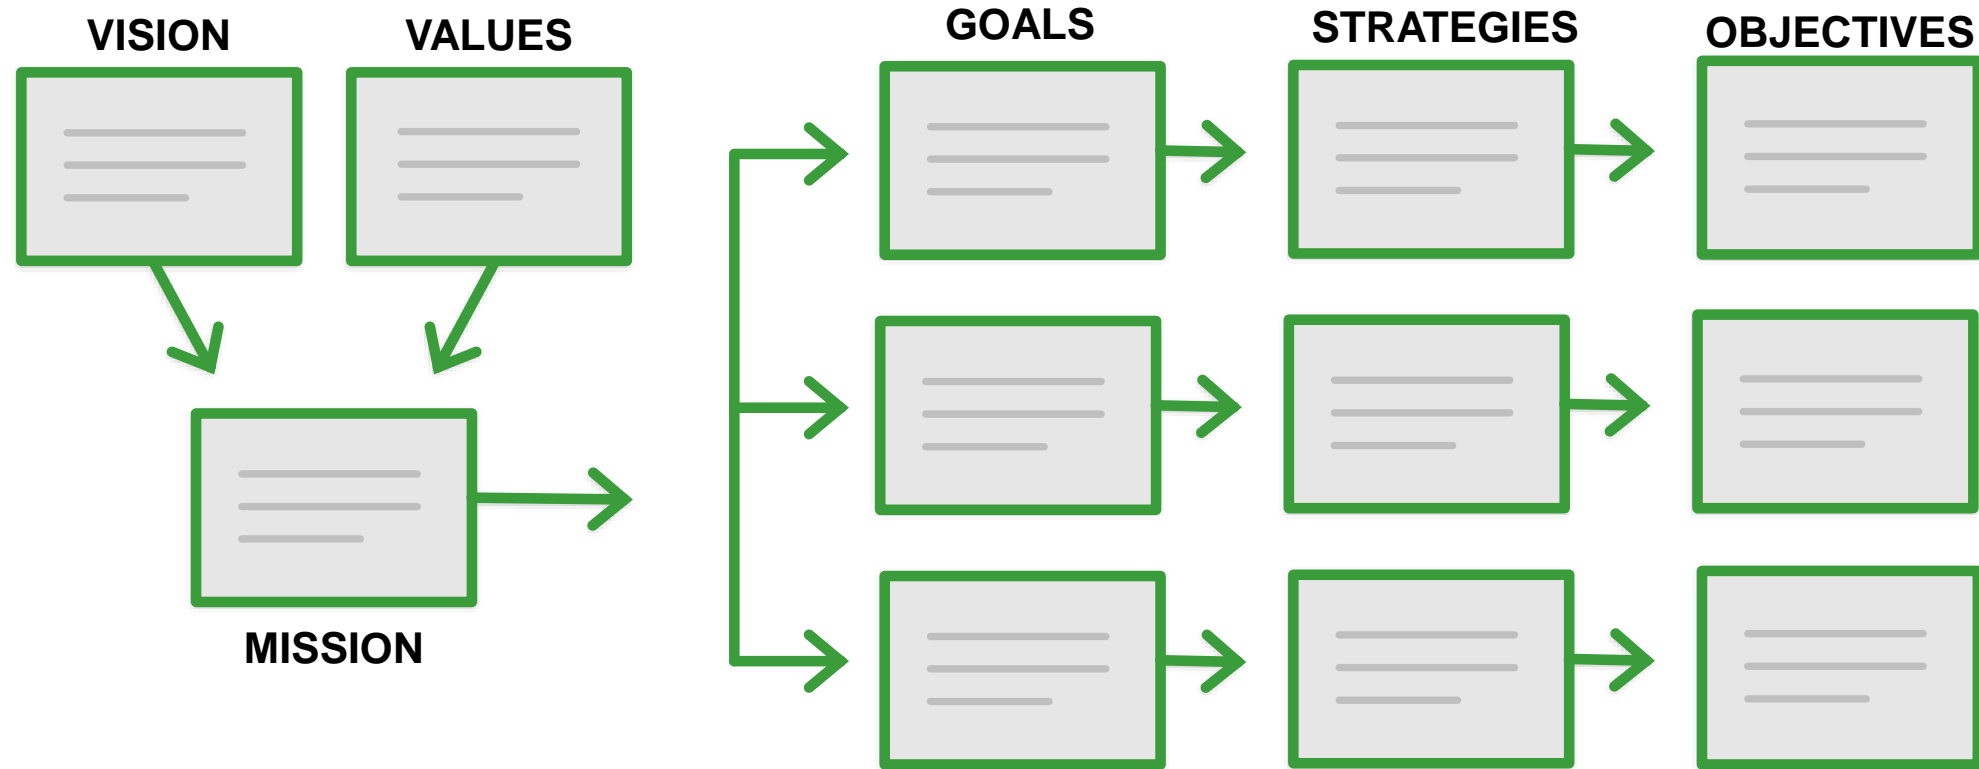 VISION
VALUES
GOALS
STRATEGIES
OBJECTIVES
MISSION